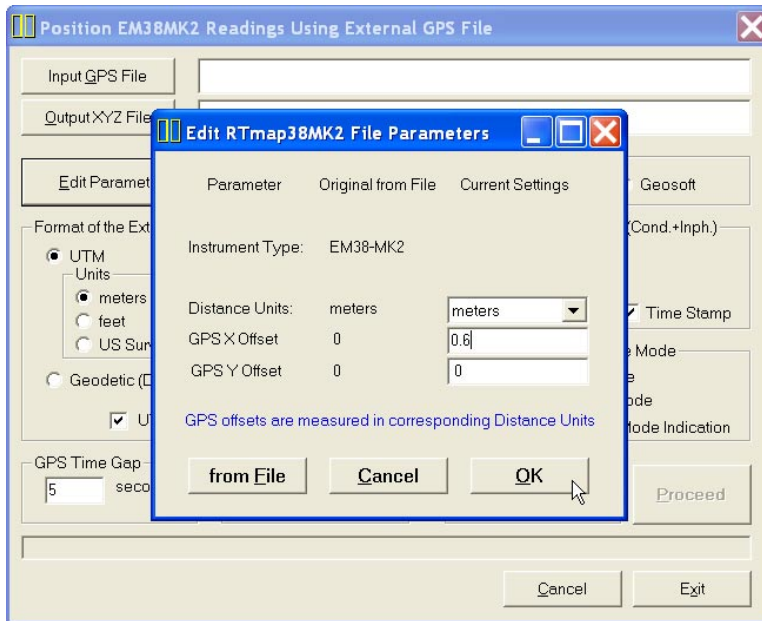 Position EM38MK2 Readings Using External GPS File
Input GPS File
Output XYZ File
Edit RTmap38MK2 File Parameters
Edit Paramet
Parameter Original from File Current Settings
Geosoft
Format of the Ext
(Cond.+Inph.)
UTM
Instrument Type: EM38-MK2
Units
meters
Distance Units: meters meters
Time Stamp
feet
GPS X Offset 0 0.6
US Sur
GPS Y Offset 0 0
Mode
Geodetic (D
ode
U
GPS offsets are measured in corresponding Distance Units
Mode Indication
GPS Time Gap
from File Cancel OK
5 seco
Proceed
Cancel Exit